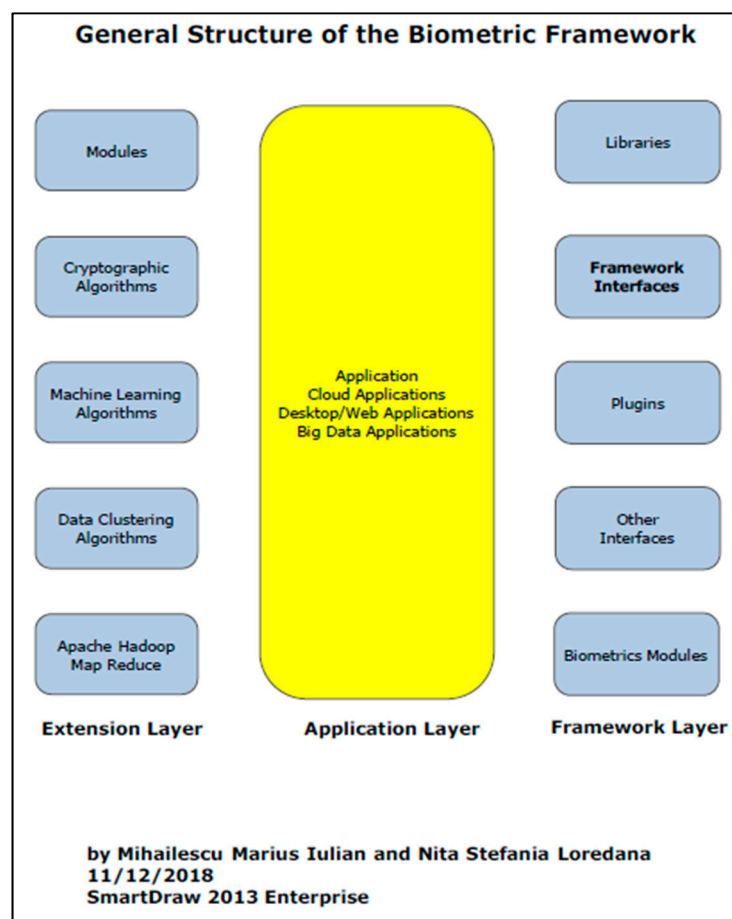 General Structure of the Biometric Framework
Modules
Cryptographic
Algorithms
Machine Learning
Algorithms
Data Clustering
Algorithms
Apache Hadoop
Map Reduce
Extension Layer
Application
Cloud Applications
Desktop/Web Applications
Big Data Applications
Application Layer
Libraries
Framework
Interfaces
Plugins
Other
Interfaces
Biometrics Modules
Framework Layer
by Mihailescu Marius Iulian and Nita Stefania Loredana
11/12/2018
SmartDraw 2013 Enterprise